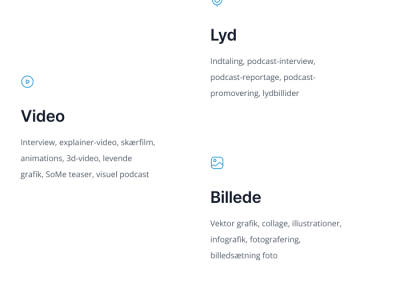 Lyd
Indtaling, podcast-interview,
podcast-reportage, podcast-
promovering, lydbillider
Video
Interview, explainer-video, skærfilm,
animations, 3d-video, levende
grafik, SoMe teaser, visuel podcast
Billede
Vektor grafik, collage, illustrationer,
infografik, fotografering,
billedsætning foto